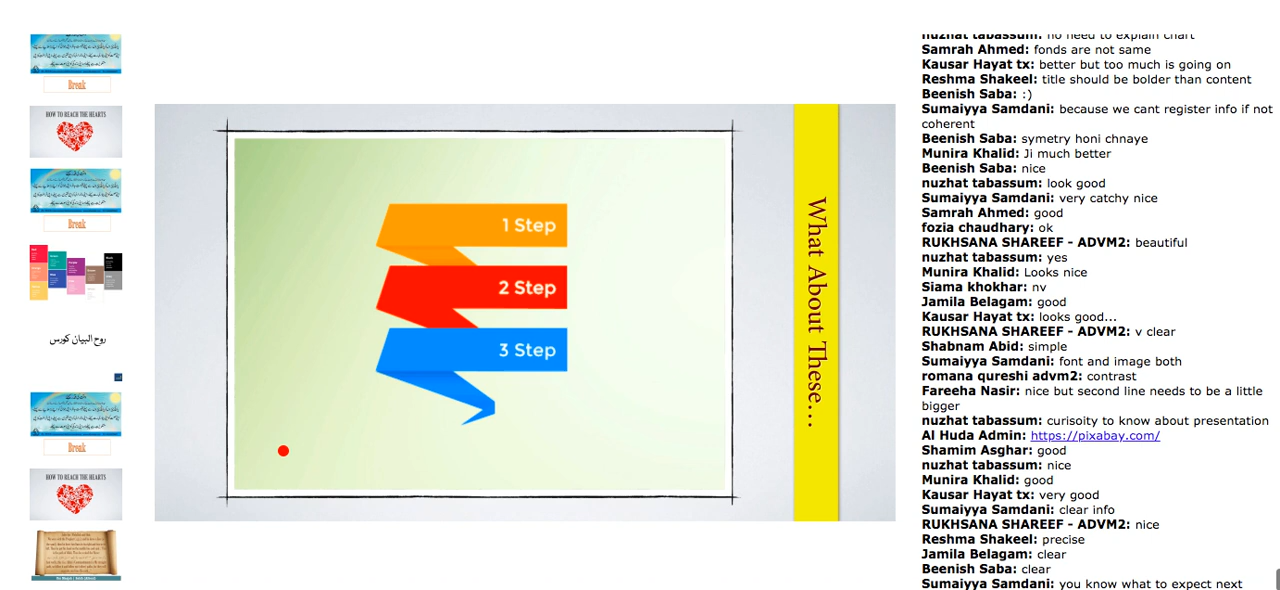 Break
HOW TO REACH THE HEARTS
Break
روح البيان كورس
Break
HOW TO REACH THE HEARTS
1 Step
2 Step
3 Step
What About These...
nuzhat tabassum: no need to explain chart
Samrah Ahmed: fonds are not same
Kausar Hayat tx: better but too much is going on
Reshma Shakeel: title should be bolder than content
Beenish Saba: :)
Sumaiyya Samdani: because we cant register info if not
coherent
Beenish Saba: symetry honi chnaye
Munira Khalid: Ji much better
Beenish Saba: nice
nuzhat tabassum: look good
Sumaiyya Samdani: very catchy nice
Samrah Ahmed: good
fozia chaudhary: ok
RUKHSANA SHAREEF - ADVM2: beautiful
nuzhat tabassum: yes
Munira Khalid: Looks nice
Siama khokhar: nv
Jamila Belagam: good
Kausar Hayat tx: looks good...
RUKHSANA SHAREEF - ADVM2: v clear
Shabnam Abid: simple
Sumaiyya Samdani: font and image both
romana qureshi advm2: contrast
Fareeha Nasir: nice but second line needs to be a little
bigger
nuzhat tabassum: curisoity to know about presentation
Al Huda Admin: https://pixabay.com/
Shamim Asghar: good
nuzhat tabassum: nice
Munira Khalid: good
Kausar Hayat tx: very good
Sumaiyya Samdani: clear info
RUKHSANA SHAREEF - ADVM2: nice
Reshma Shakeel: precise
Jamila Belagam: clear
Beenish Saba: clear
Sumaiyya Samdani: you know what to expect next